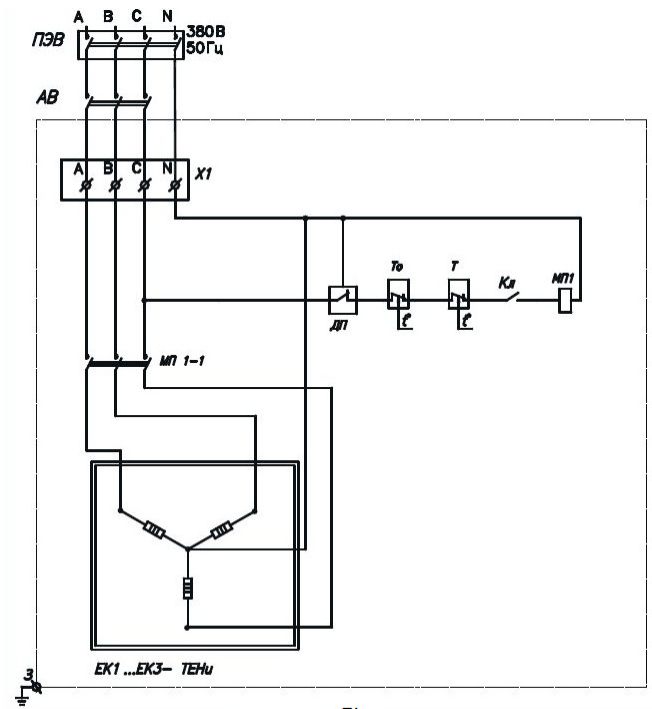 A B C N
ПЭВ
380В
50Гц
АВ
A B C N
X1
То
Т
Кл
МП1
t°
t°
ДП
МП 1-1
ЕК1 ...ЕК3- ТЕНи
З